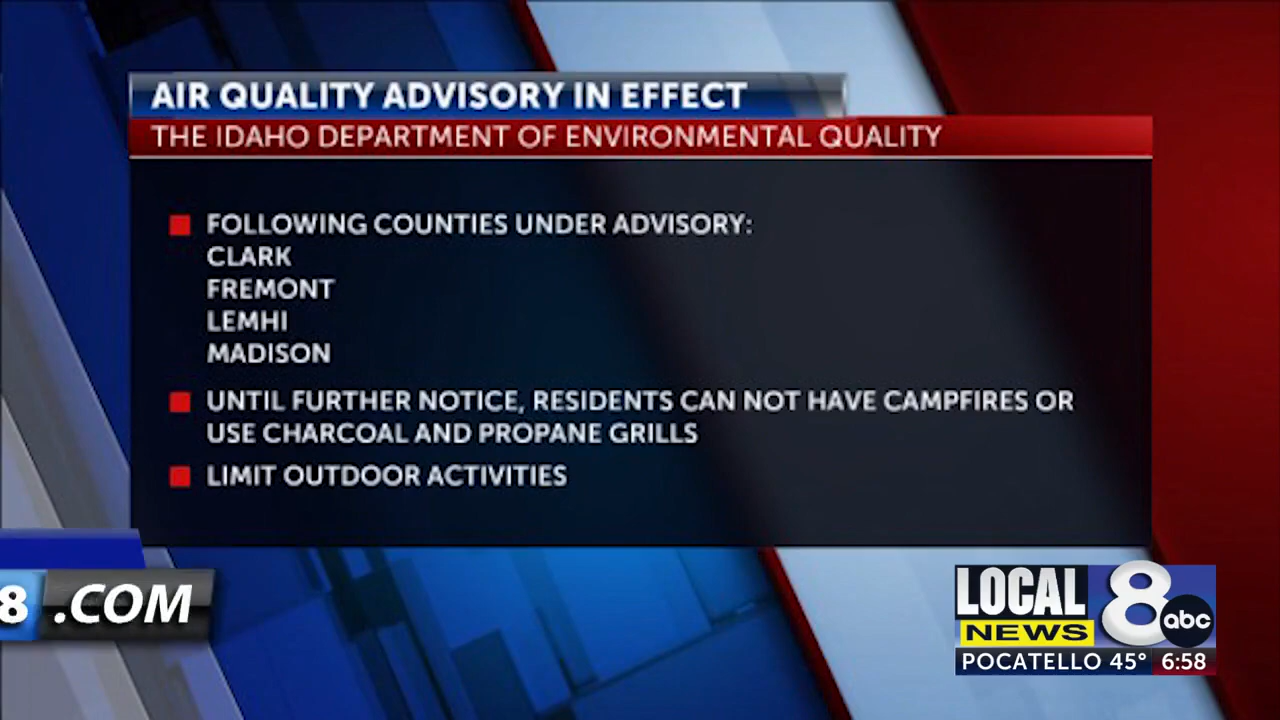 AIR QUALITY ADVISORY IN EFFECT
THE IDAHO DEPARTMENT OF ENVIRONMENTAL QUALITY
FOLLOWING COUNTIES UNDER ADVISORY:
CLARK
FREMONT
LEMHI
MADISON
UNTIL FURTHER NOTICE, RESIDENTS CAN NOT HAVE CAMPFIRES OR
USE CHARCOAL AND PROPANE GRILLS
LIMIT OUTDOOR ACTIVITIES
8 .COM
LOCAL
NEWS 8 abc
POCATELLO 45° 6:58